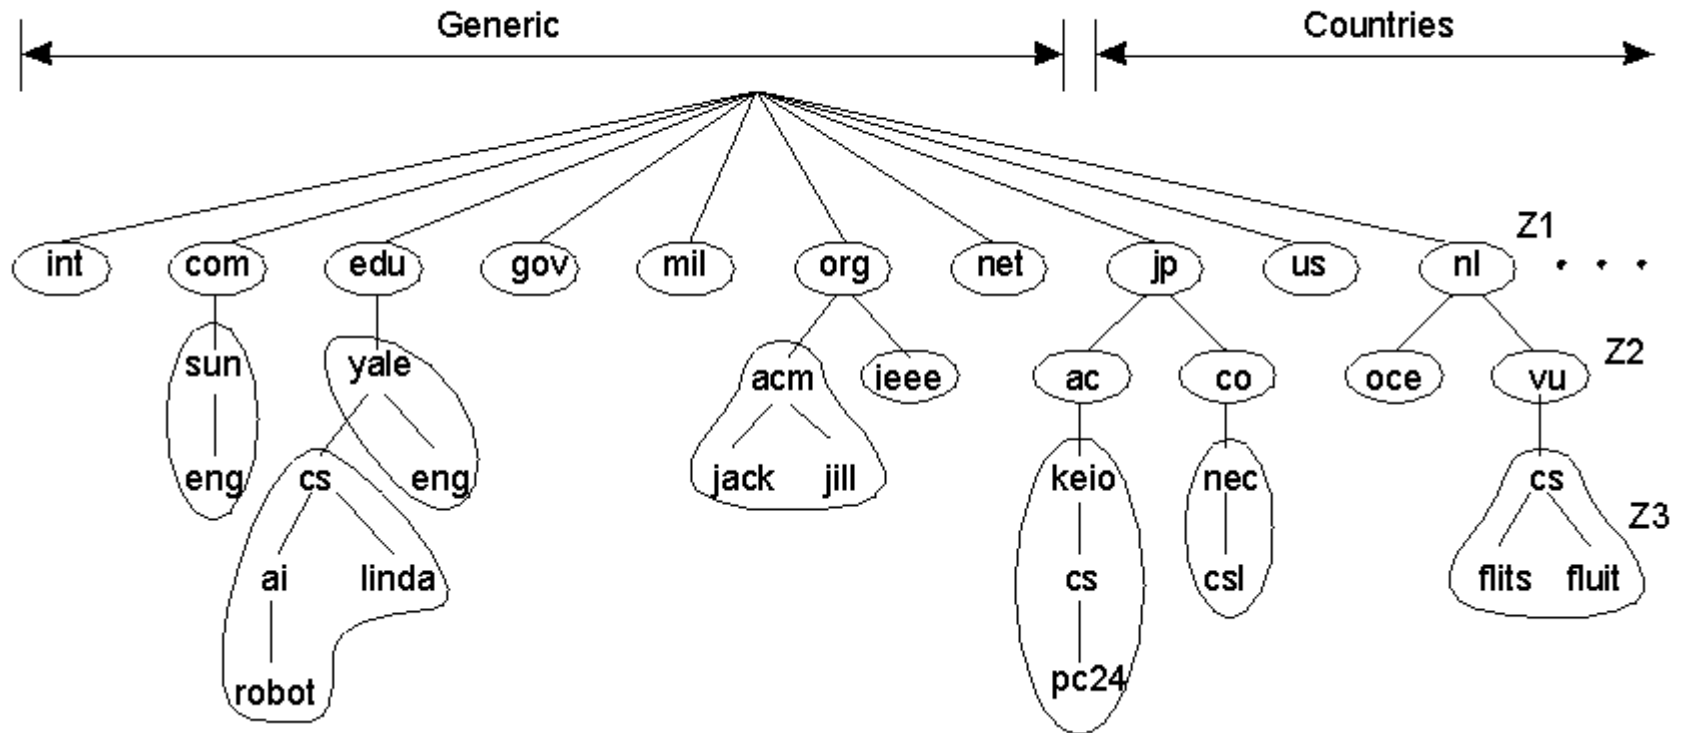 Generic Countries
Z1
int com edu gov mil org net jp us nl . . .
Z2
sun yale acm ieee ac co oce vu
eng cs eng jack jill keio nec cs
Z3
ai linda cs csl flits fluit
robot pc24